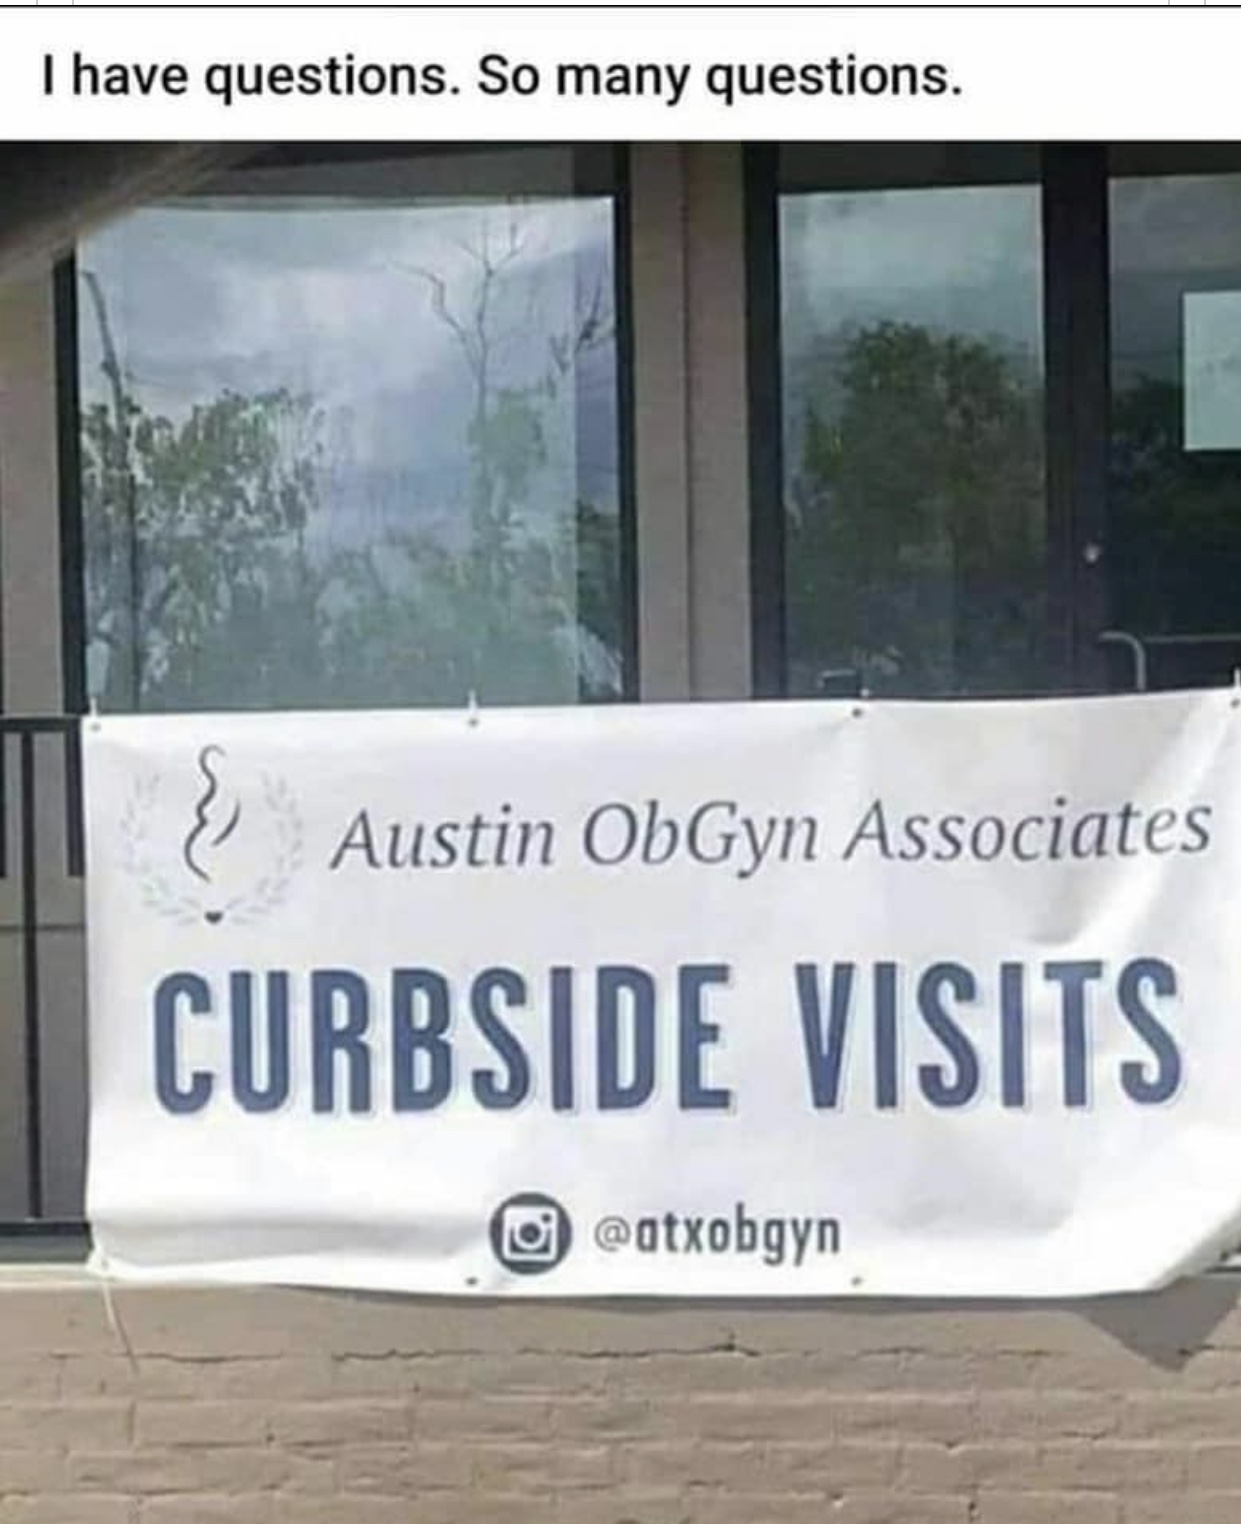 I have questions. So many questions.
Austin ObGyn Associates
CURBSIDE VISITS
@atxobgyn